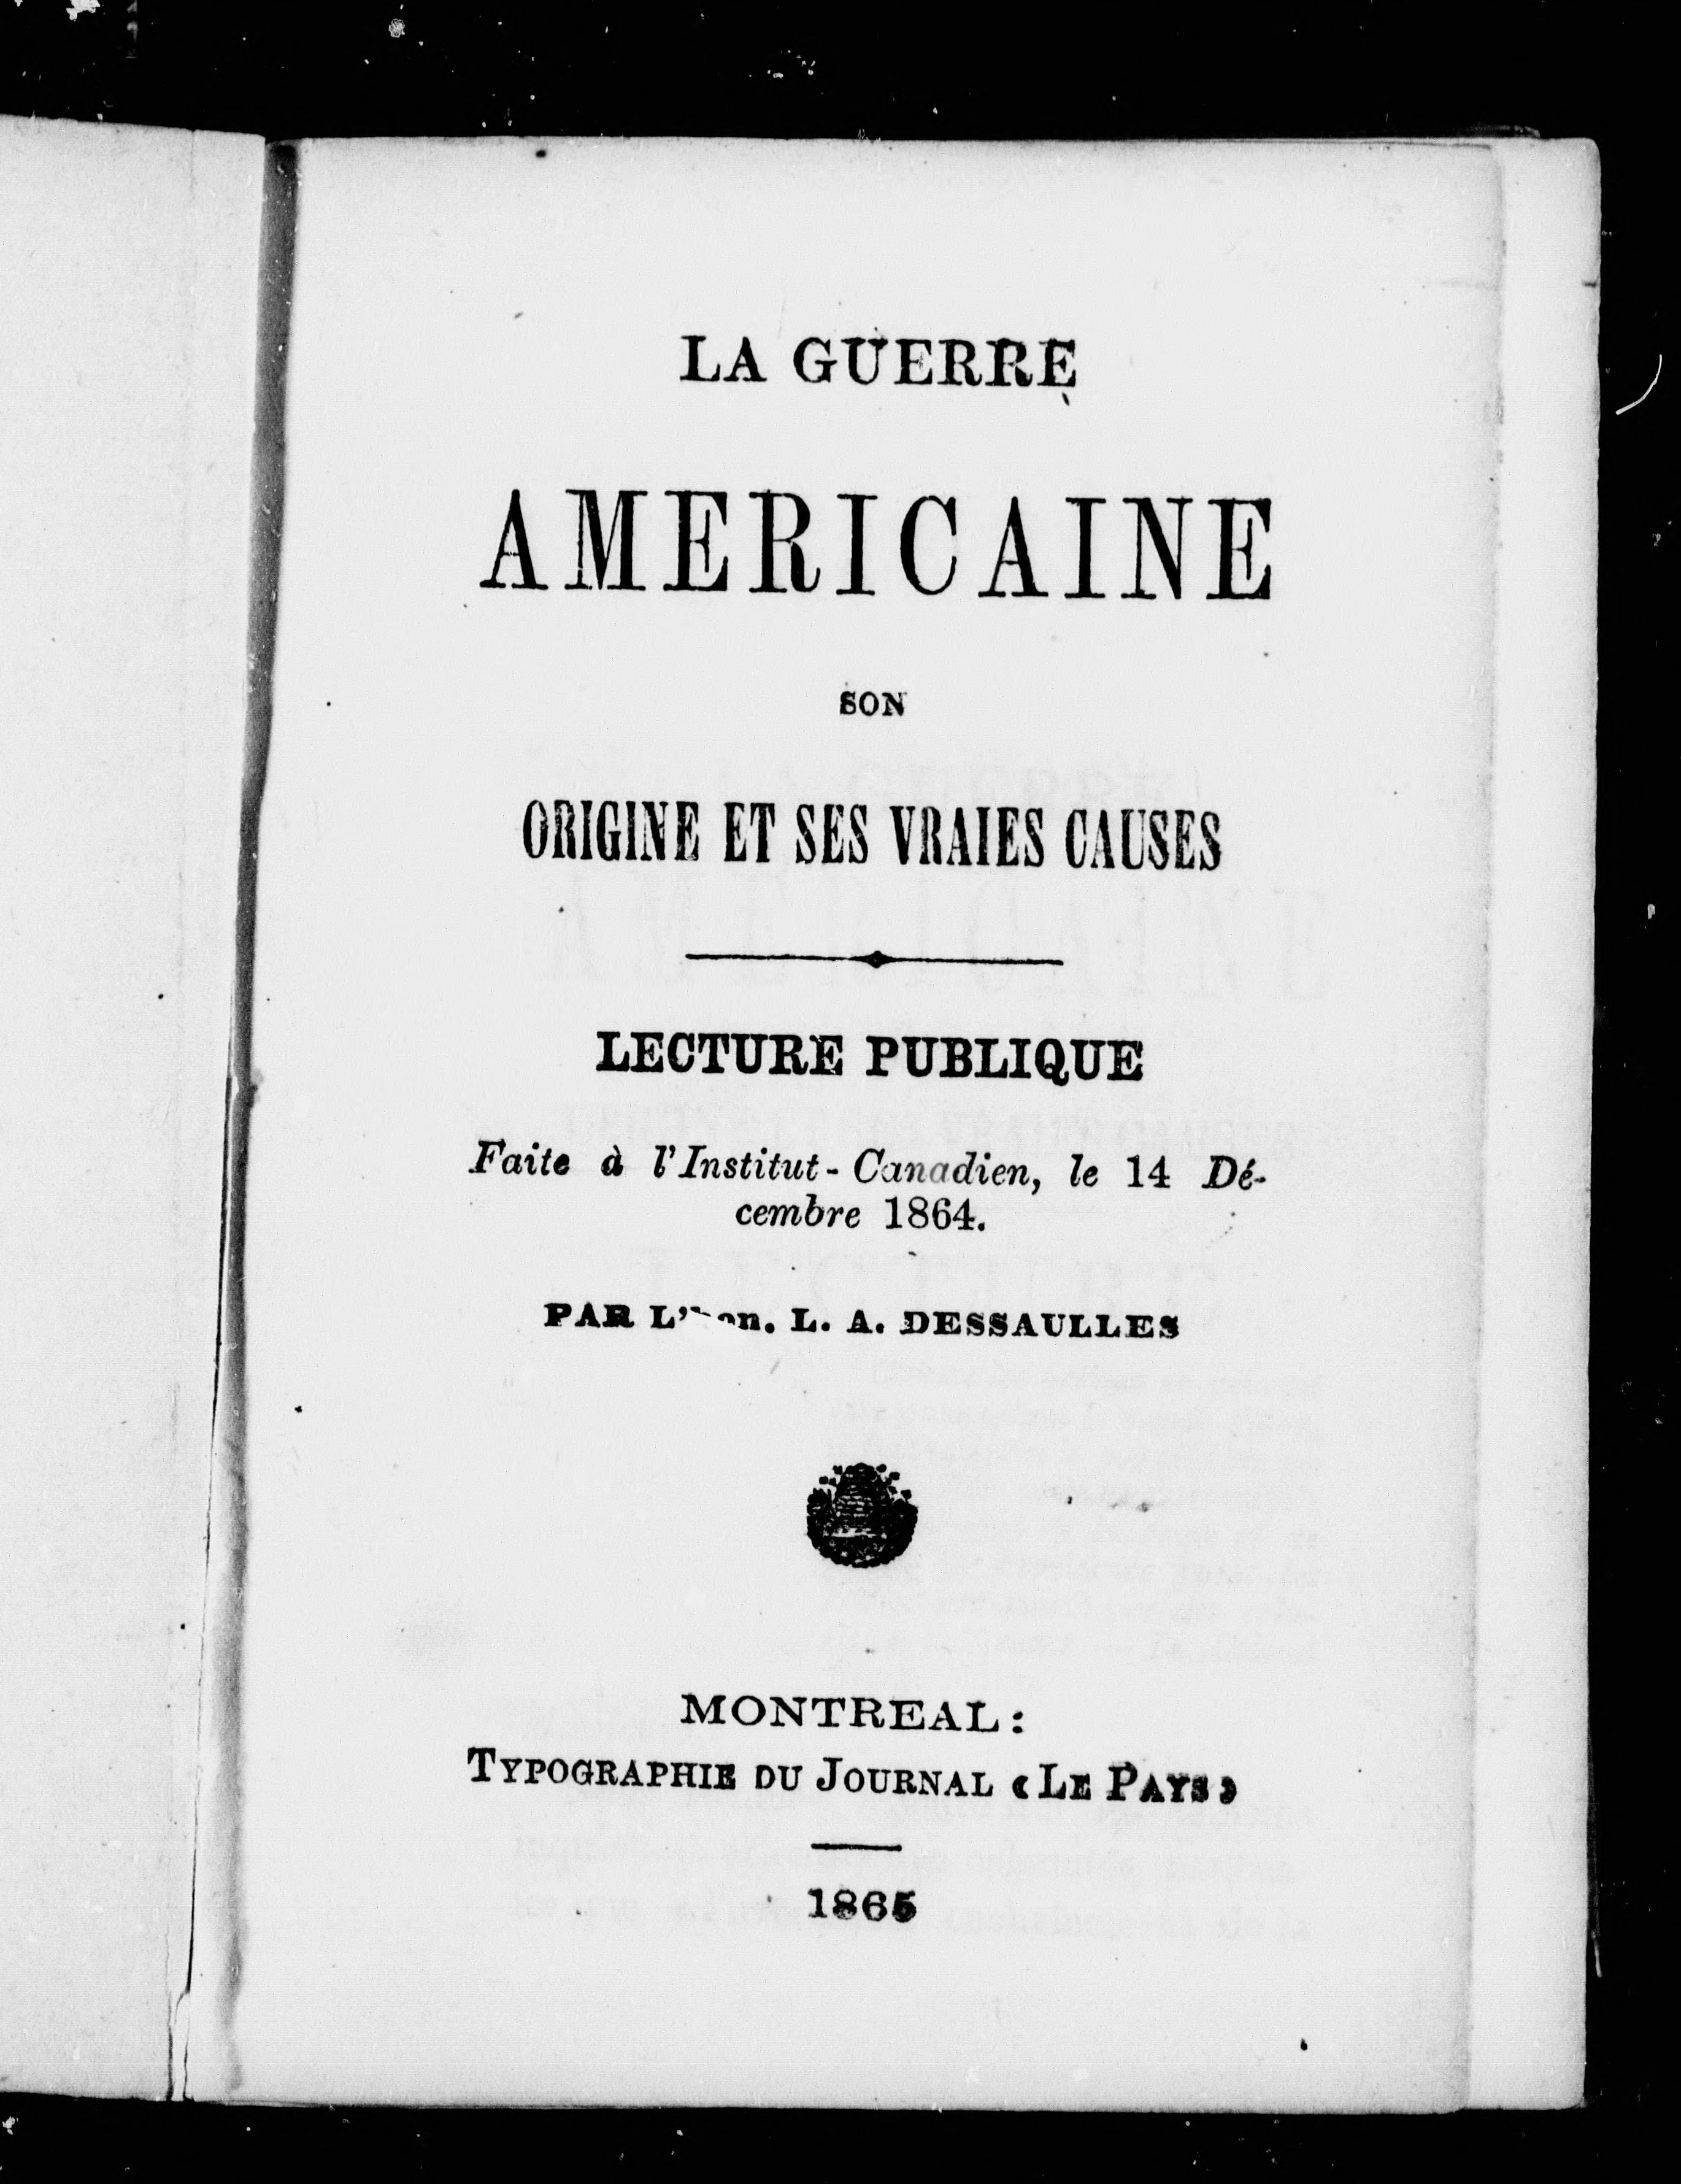 LA GUERRE
AMERICAINE
SON
ORIGINE ET SES VRAIES CAUSES
LECTURE PUBLIQUE
Faite à l'Institut-Canadien, le 14 Dé-
cembre 1864.
PAR L'hon. L. A. DESSAULLES
MONTREAL:
TYPOGRAPHIE DU JOURNAL «LE PAYS»
1865